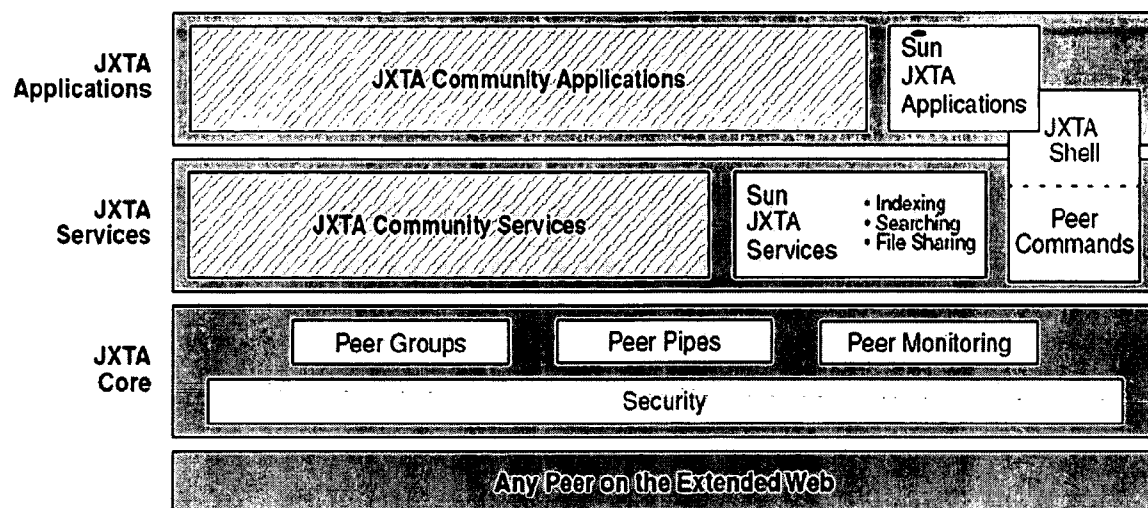 JXTA
Applications
JXTA Community Applications
Sun
JXTA
Applications
JXTA
Shell
JXTA
Services
JXTA Community Services
Sun
JXTA
Services
• Indexing
• Searching
• File Sharing
Peer
Commands
JXTA
Core
Peer Groups
Peer Pipes
Peer Monitoring
Security
Any Peer on the Extended Web